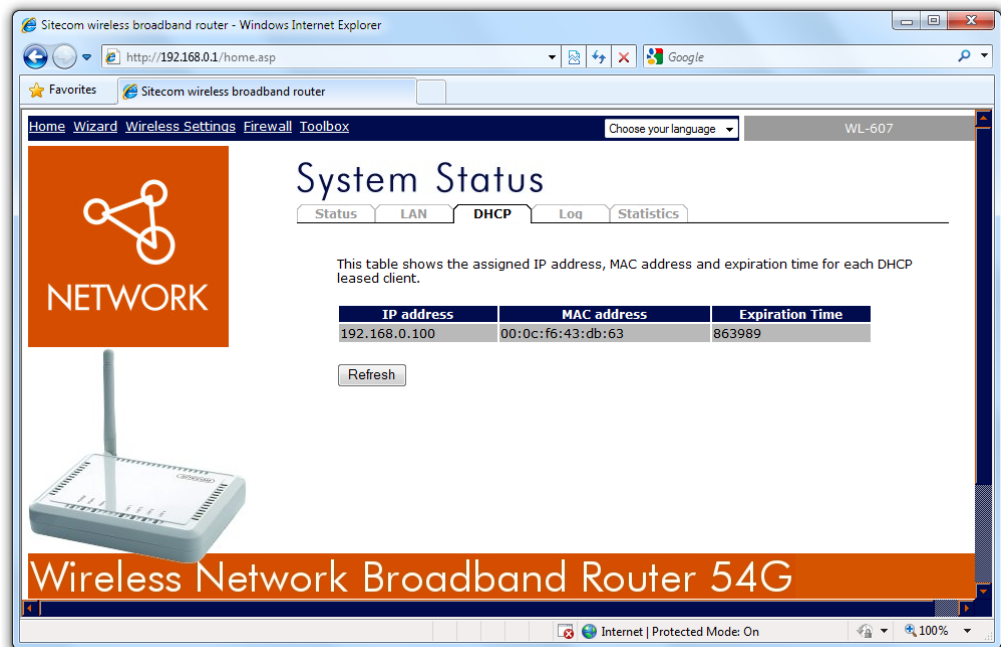 Sitecom wireless broadband router - Windows Internet Explorer
http://192.168.0.1/home.asp
Google
Favorites
Sitecom wireless broadband router
Home Wizard Wireless Settings Firewall Toolbox
Choose your language
WL-607
System Status
Status LAN DHCP Log Statistics
This table shows the assigned IP address, MAC address and expiration time for each DHCP
leased client.
NETWORK
IP address MAC address Expiration Time
192.168.0.100 00:0c:f6:43:db:63 863989
Refresh
Wireless Network Broadband Router 54G
Internet | Protected Mode: On
100%